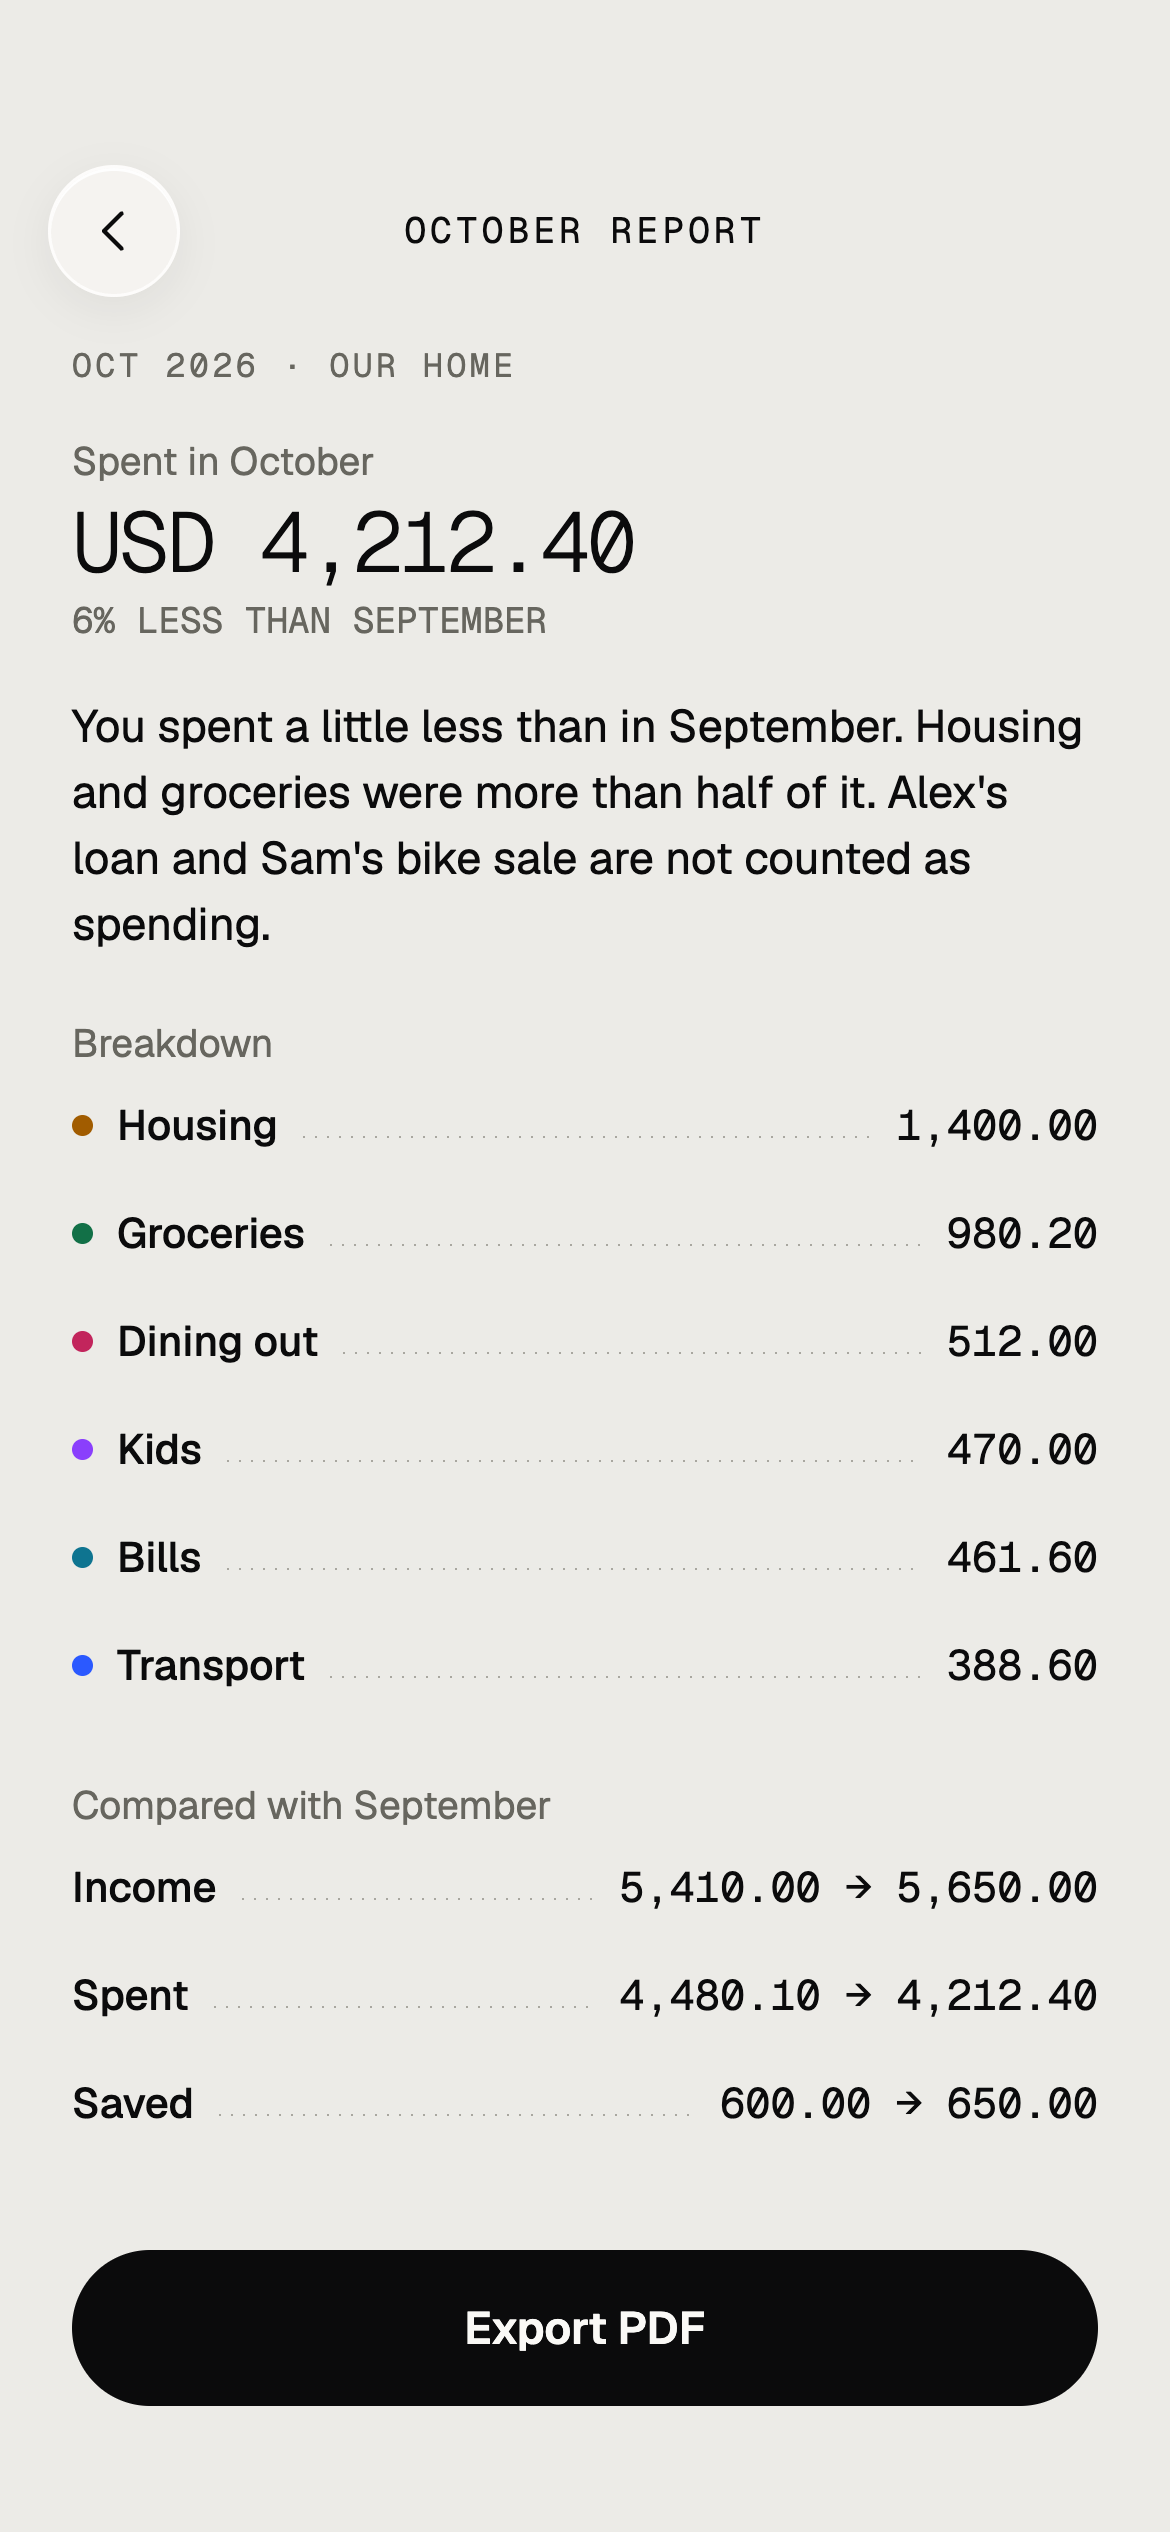 OCTOBER REPORT
OCT 2026 · OUR HOME
Spent in October
USD 4,212.40
6% LESS THAN SEPTEMBER
You spent a little less than in September. Housing
and groceries were more than half of it. Alex's
loan and Sam's bike sale are not counted as
spending.
Breakdown
Housing 1,400.00
Groceries 980.20
Dining out 512.00
Kids 470.00
Bills 461.60
Transport 388.60
Compared with September
Income 5,410.00 → 5,650.00
Spent 4,480.10 → 4,212.40
Saved 600.00 → 650.00
Export PDF